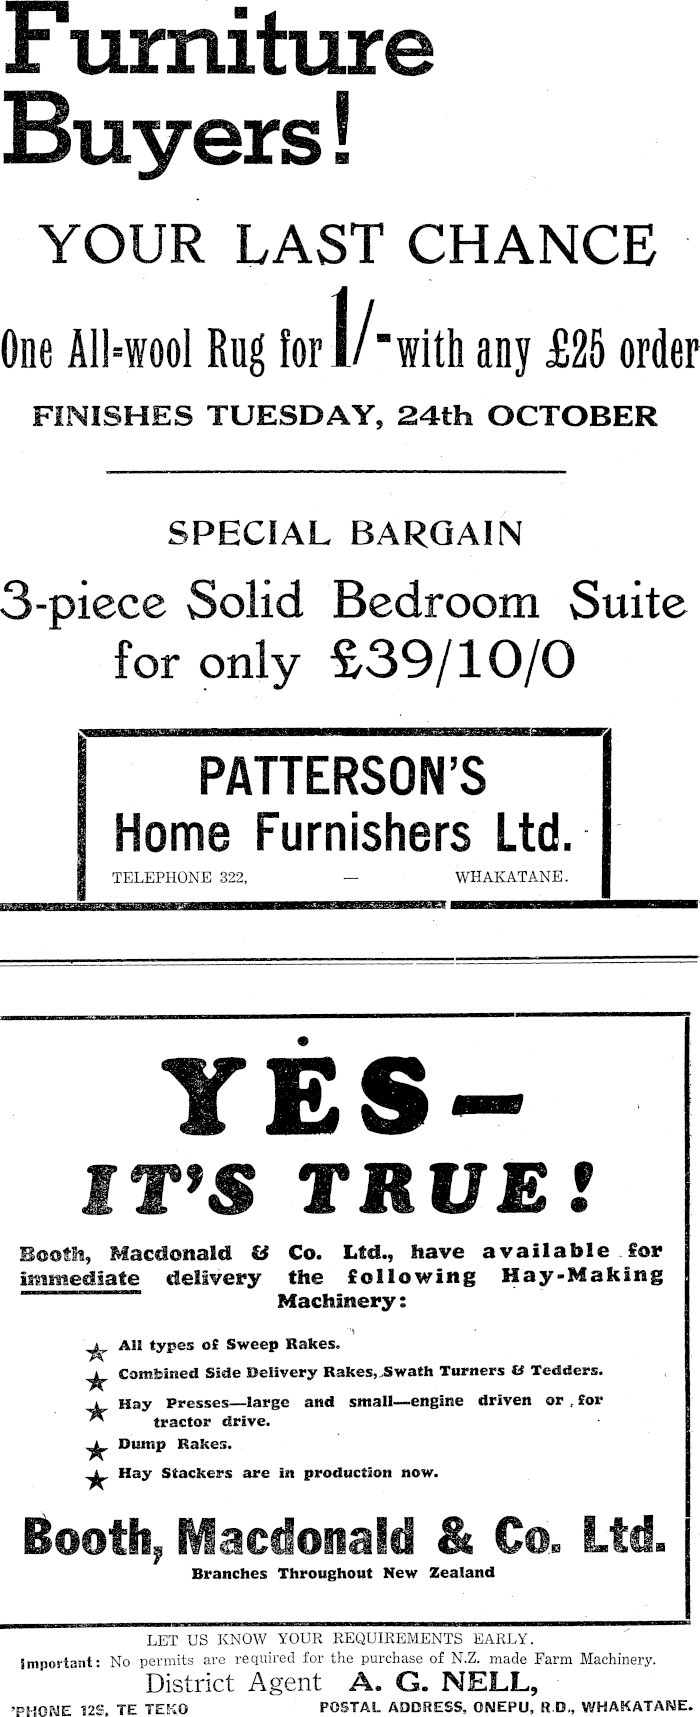 Furniture
Buyers!
YOUR LAST CHANCE
One All-wool Rug for 1/- with any £25 order
FINISHES TUESDAY, 24th OCTOBER
SPECIAL BARGAIN
3-piece Solid Bedroom Suite
for only £39/10/0
PATTERSON'S
Home Furnishers Ltd.
TELEPHONE 322, — WHAKATANE.
YES—
IT'S TRUE!
Booth, Macdonald & Co. Ltd., have available for
immediate delivery the following Hay-Making
Machinery:
★ All types of Sweep Rakes.
★ Combined Side Delivery Rakes, Swath Turners & Tedders.
★ Hay Presses—large and small—engine driven or for
tractor drive.
★ Dump Rakes.
★ Hay Stackers are in production now.
Booth, Macdonald & Co. Ltd.
Branches Throughout New Zealand
LET US KNOW YOUR REQUIREMENTS EARLY.
Important: No permits are required for the purchase of N.Z. made Farm Machinery.
District Agent A. G. NELL,
'PHONE 12S, TE TEKO POSTAL ADDRESS, ONEPU, R.D., WHAKATANE.